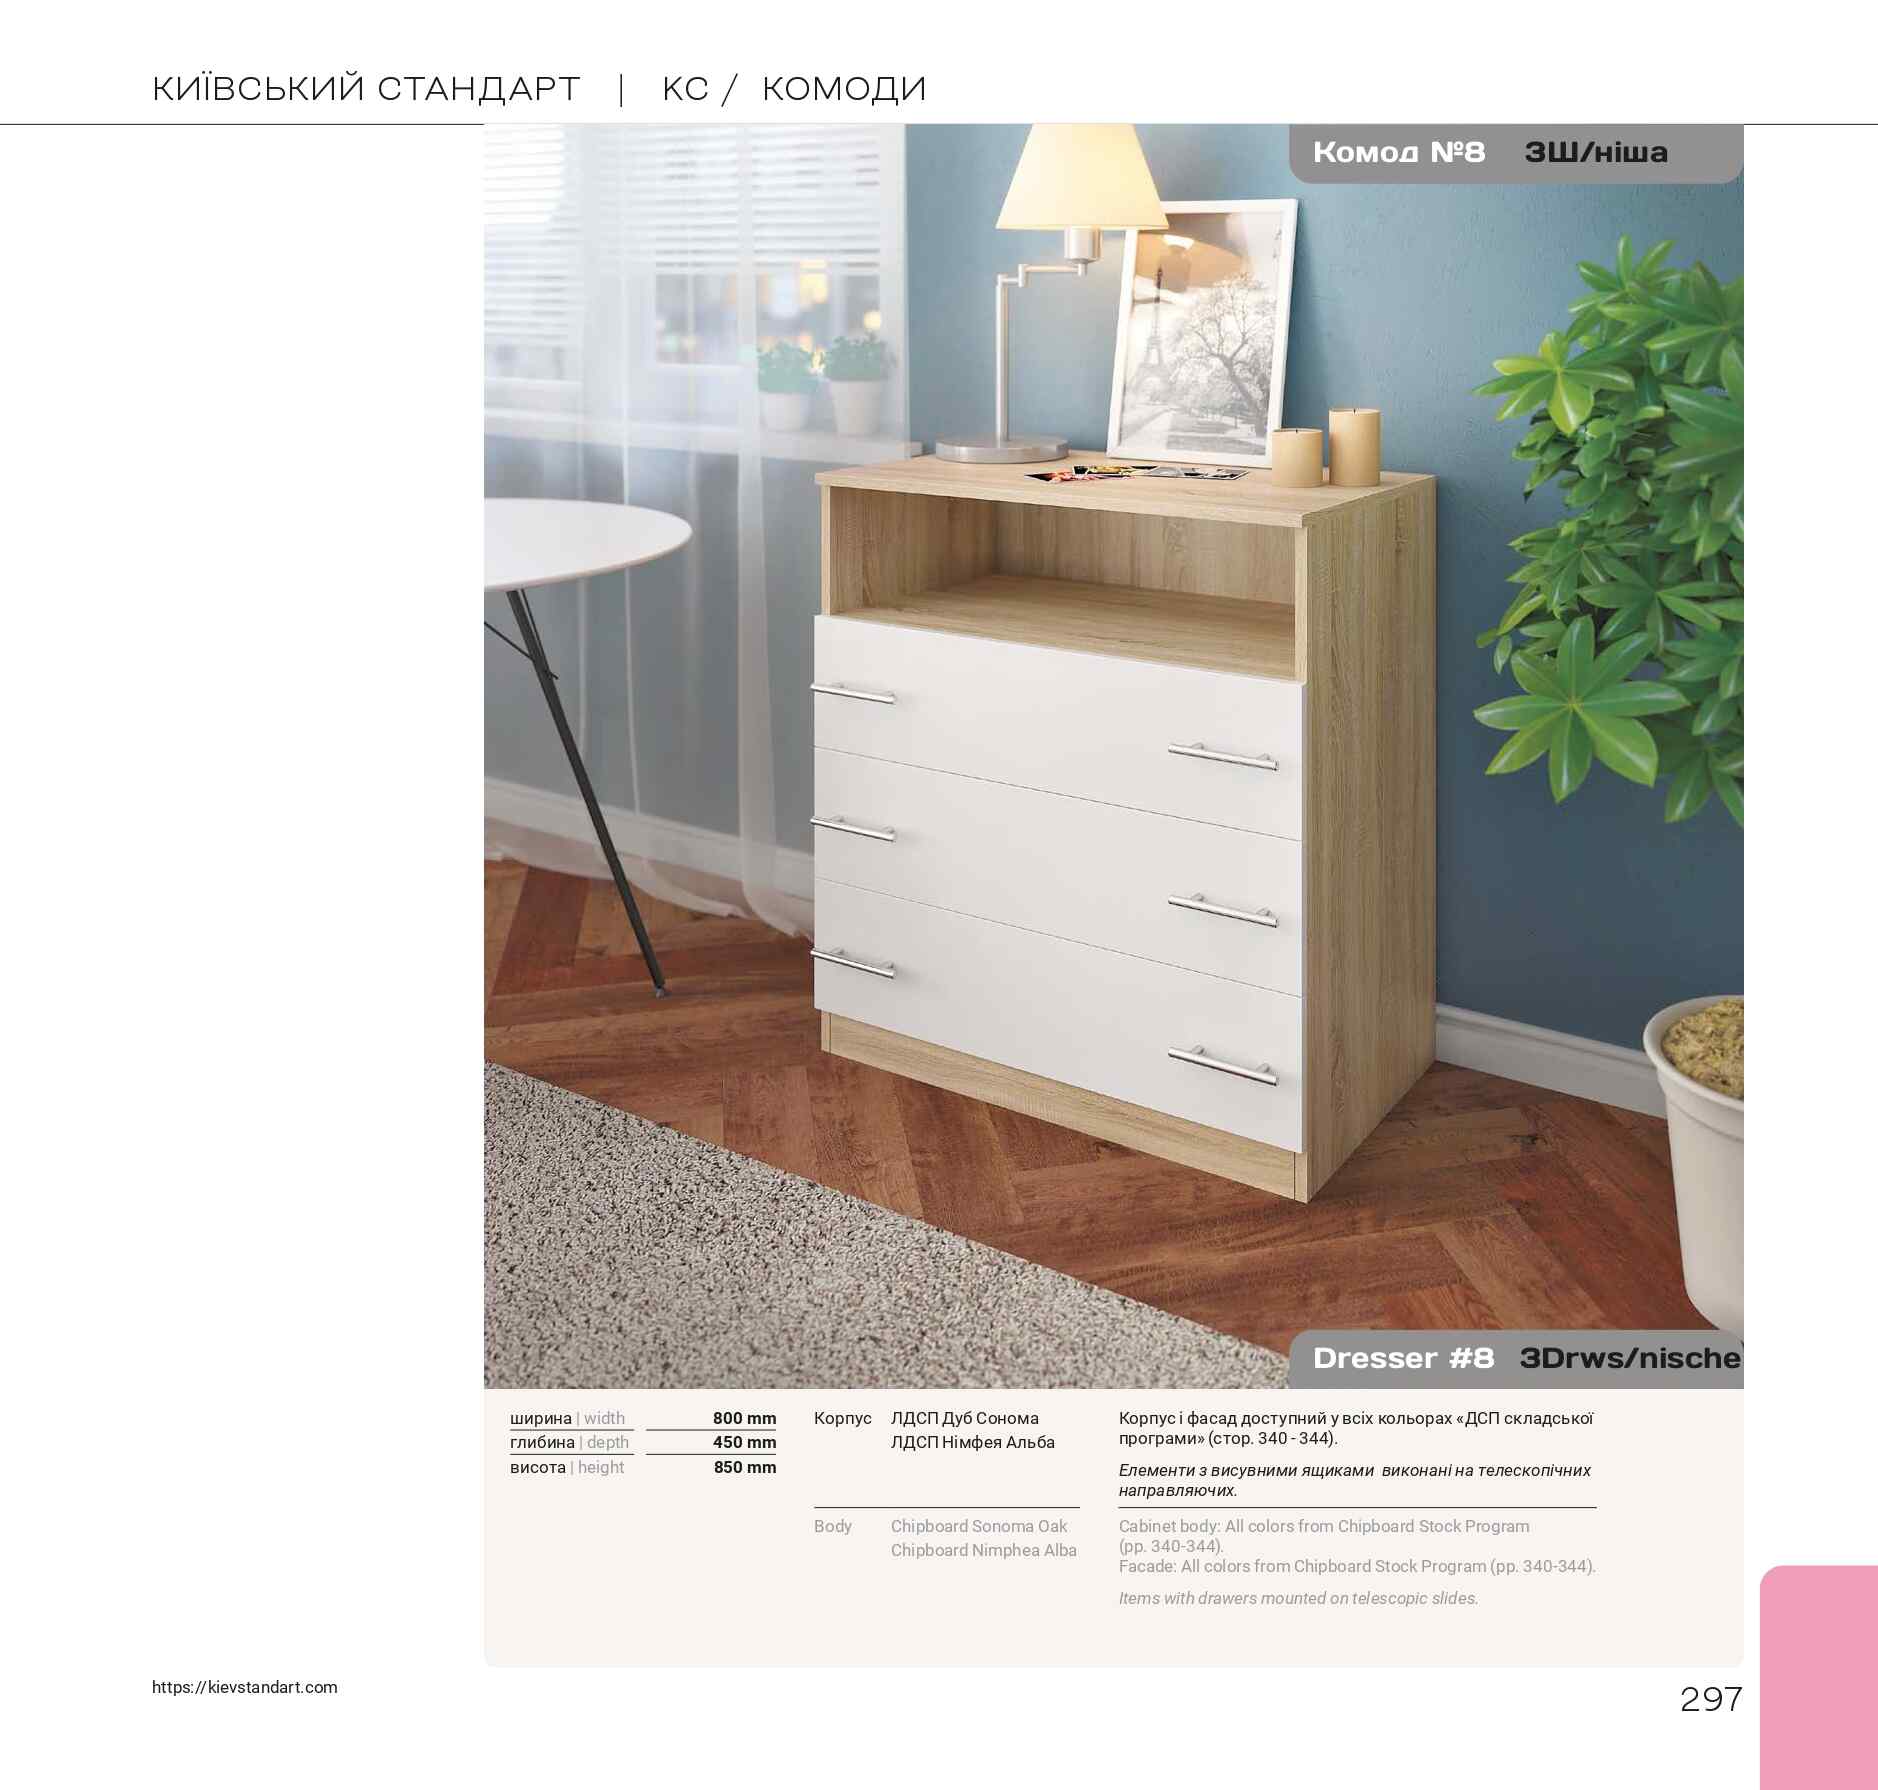 КИЇВСЬКИЙ СТАНДАРТ | КС / КОМОДИ
Комод №8 3Ш/ніша
Dresser #8 3Drws/nische
ширина | width 800 mm
глибина | depth 450 mm
висота | height 850 mm
Корпус ЛДСП Дуб Сонома
ЛДСП Німфея Альба
Body Chipboard Sonoma Oak
Chipboard Nimphea Alba
Корпус і фасад доступний у всіх кольорах «ДСП складської
програми» (стор. 340 - 344).
Елементи з висувними ящиками виконані на телескопічних
направляючих.
Cabinet body: All colors from Chipboard Stock Program
(pp. 340-344).
Facade: All colors from Chipboard Stock Program (pp. 340-344).
Items with drawers mounted on telescopic slides.
https://kievstandart.com
297